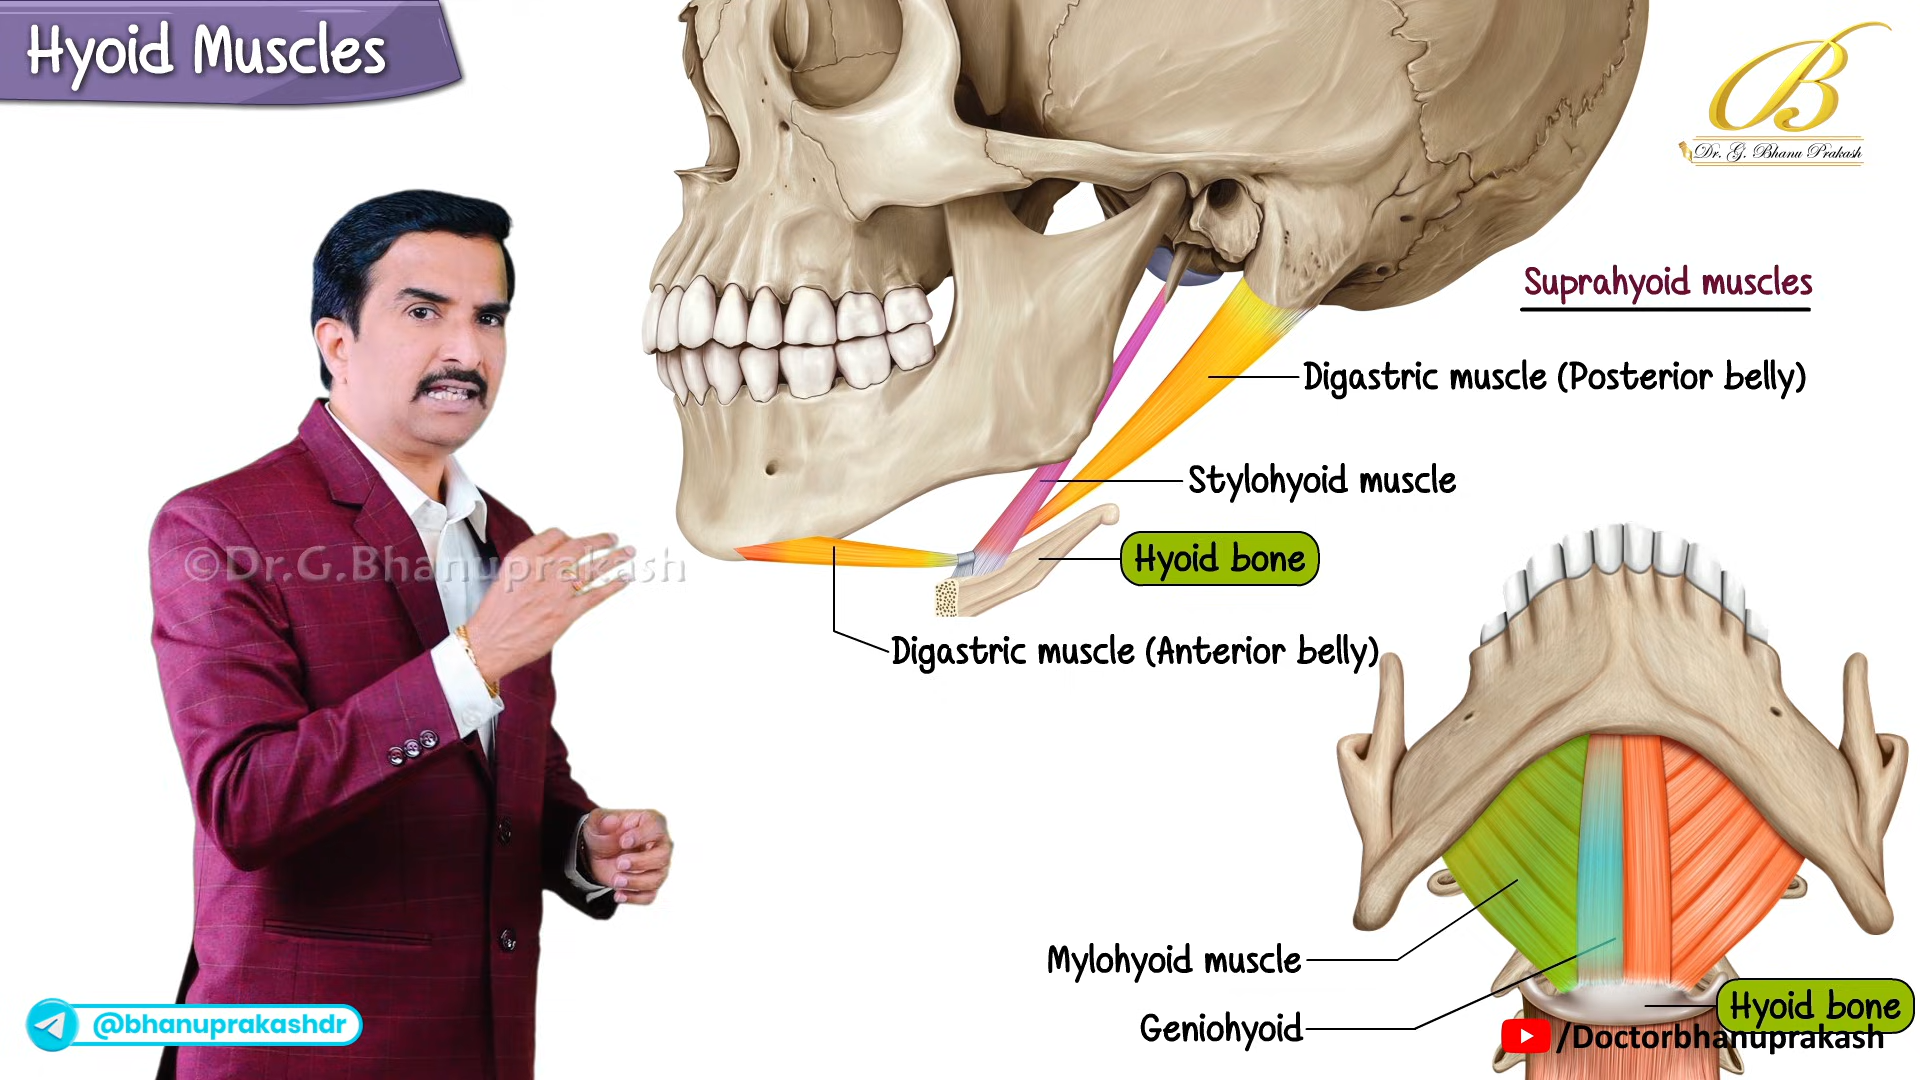 Hyoid Muscles
B
Dr. G. Bhanu Prakash
Suprahyoid muscles
Digastric muscle (Posterior belly)
Stylohyoid muscle
Hyoid bone
©Dr.G.Bhanuprakash
Digastric muscle (Anterior belly)
Mylohyoid muscle
Hyoid bone
Geniohyoid
@bhanuprakashdr
/Doctorbhanuprakash